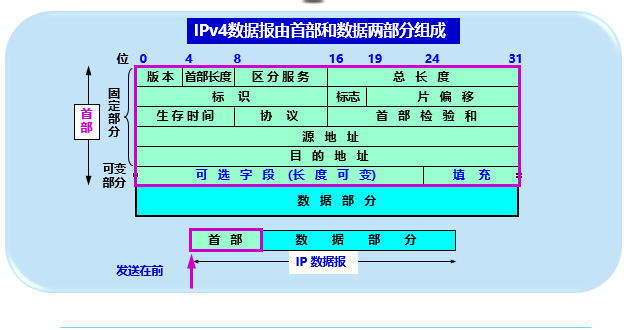 IPv4数据报由首部和数据两部分组成
位 0 4 8 16 19 24 31
版本 首部长度 区分服务 总长度
标识 标志 片偏移
生存时间 协议 首部检验和
源地址
目的地址
可选字段 (长度可变) 填充
数据部分
首部
固定部分
可变部分
首部 数据部分
IP 数据报
发送在前